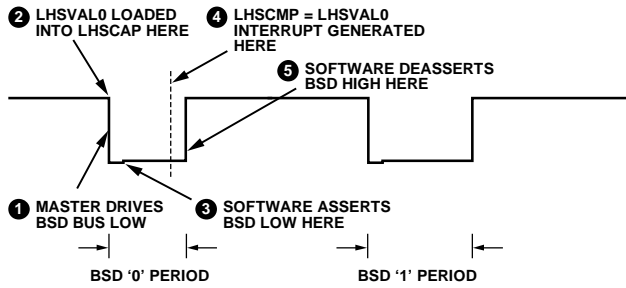 2 LHSVAL0 LOADED
INTO LHSCAP HERE
4 LHSCMP = LHSVAL0
INTERRUPT GENERATED
HERE
5 SOFTWARE DEASSERTS
BSD HIGH HERE
1 MASTER DRIVES
BSD BUS LOW
3 SOFTWARE ASSERTS
BSD LOW HERE
BSD ‘0’ PERIOD
BSD ‘1’ PERIOD